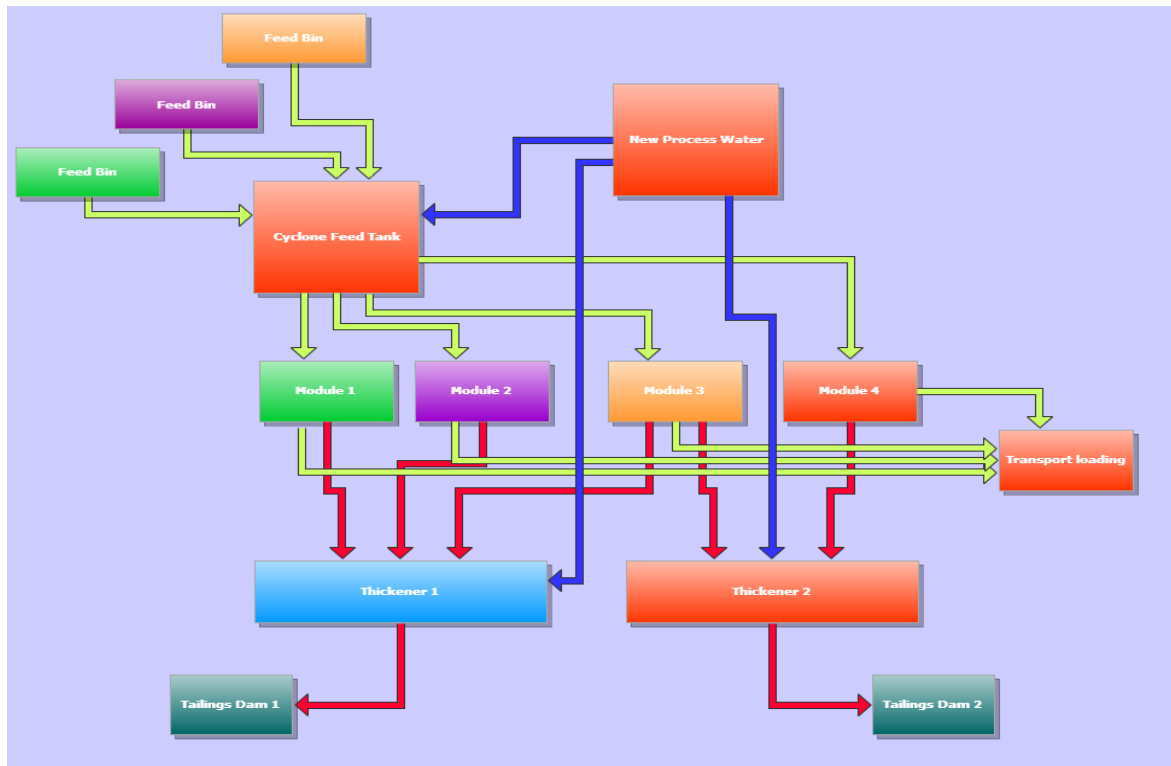 Feed Bin
Feed Bin
New Process Water
Feed Bin
Cyclone Feed Tank
Module 1
Module 2
Module 3
Module 4
Transport loading
Thickener 1
Thickener 2
Tailings Dam 1
Tailings Dam 2